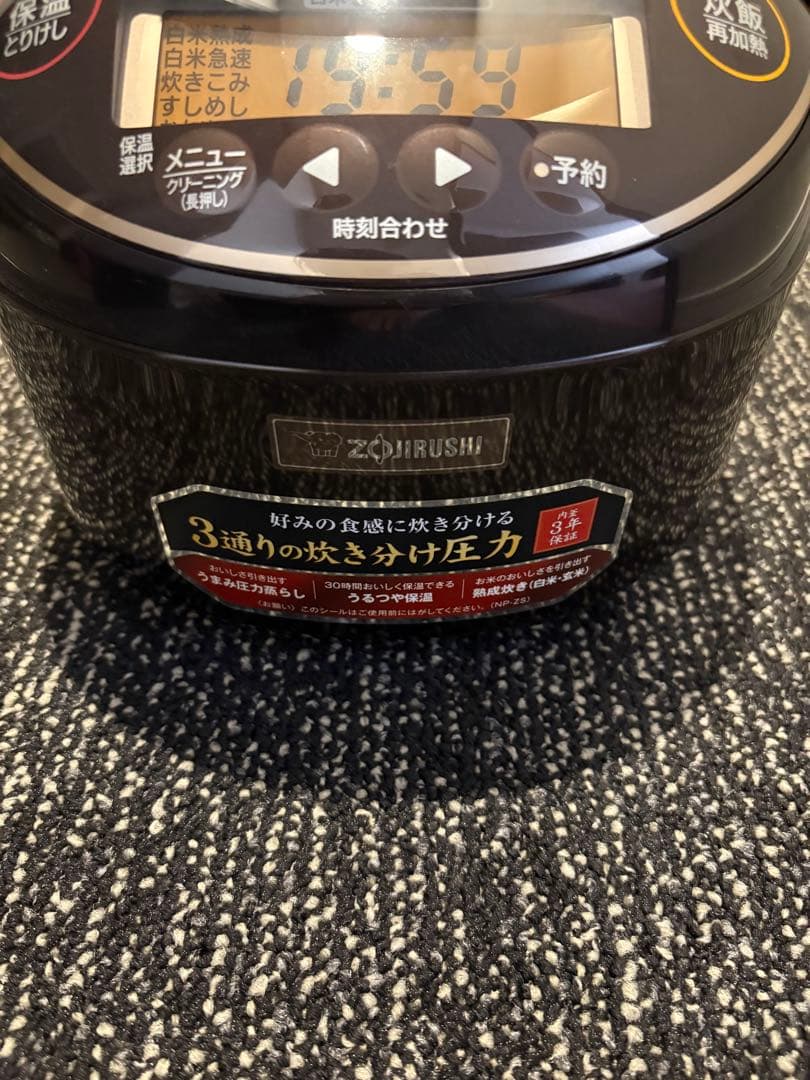 保温
とりけし
炊飯
再加熱
白米熟成
白米急速
炊きこみ
すしめし
15:59
保温
選択
メニュー
クリーニング
(長押し)
予約
時刻合わせ
ZOJIRUSHI
好みの食感に炊き分ける
3通りの炊き分け圧力
内釜
3年
保証
おいしさ引き出す
うまみ圧力蒸らし
30時間おいしく保温できる
うるつや保温
お米のおいしさを引き出す
熟成炊き(白米・玄米)
(お願い)このシールはご使用前にはがしてください。(NP-ZS)